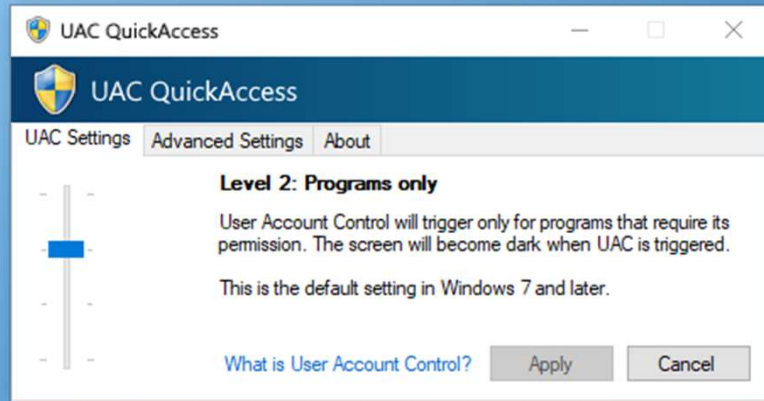 UAC QuickAccess
UAC QuickAccess
UAC Settings Advanced Settings About
Level 2: Programs only
User Account Control will trigger only for programs that require its
permission. The screen will become dark when UAC is triggered.
This is the default setting in Windows 7 and later.
What is User Account Control? Apply Cancel